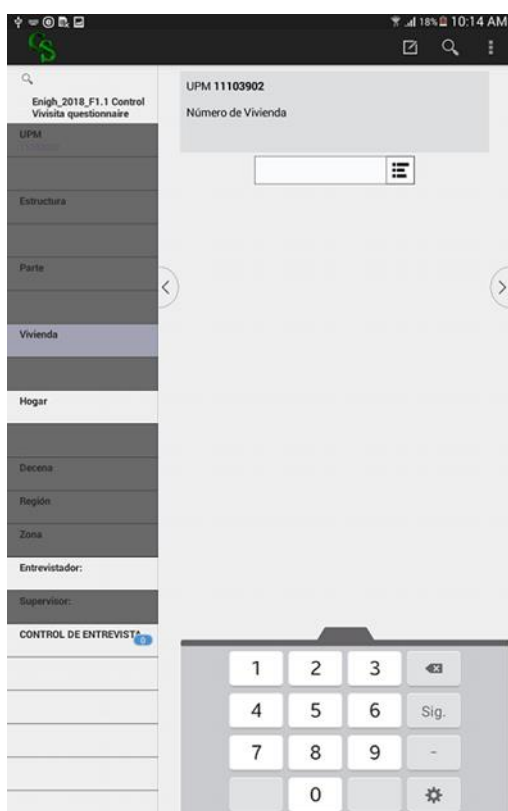 18% 10:14 AM
CS
Enigh_2018_F1.1 Control
Vivisita questionnaire
UPM
Estructura
Parte
Vivienda
Hogar
Decena
Región
Zona
Entrevistador:
Supervisor:
CONTROL DE ENTREVISTA
0
UPM 11103902
Número de Vivienda
1 2 3
4 5 6 Sig.
7 8 9 -
0